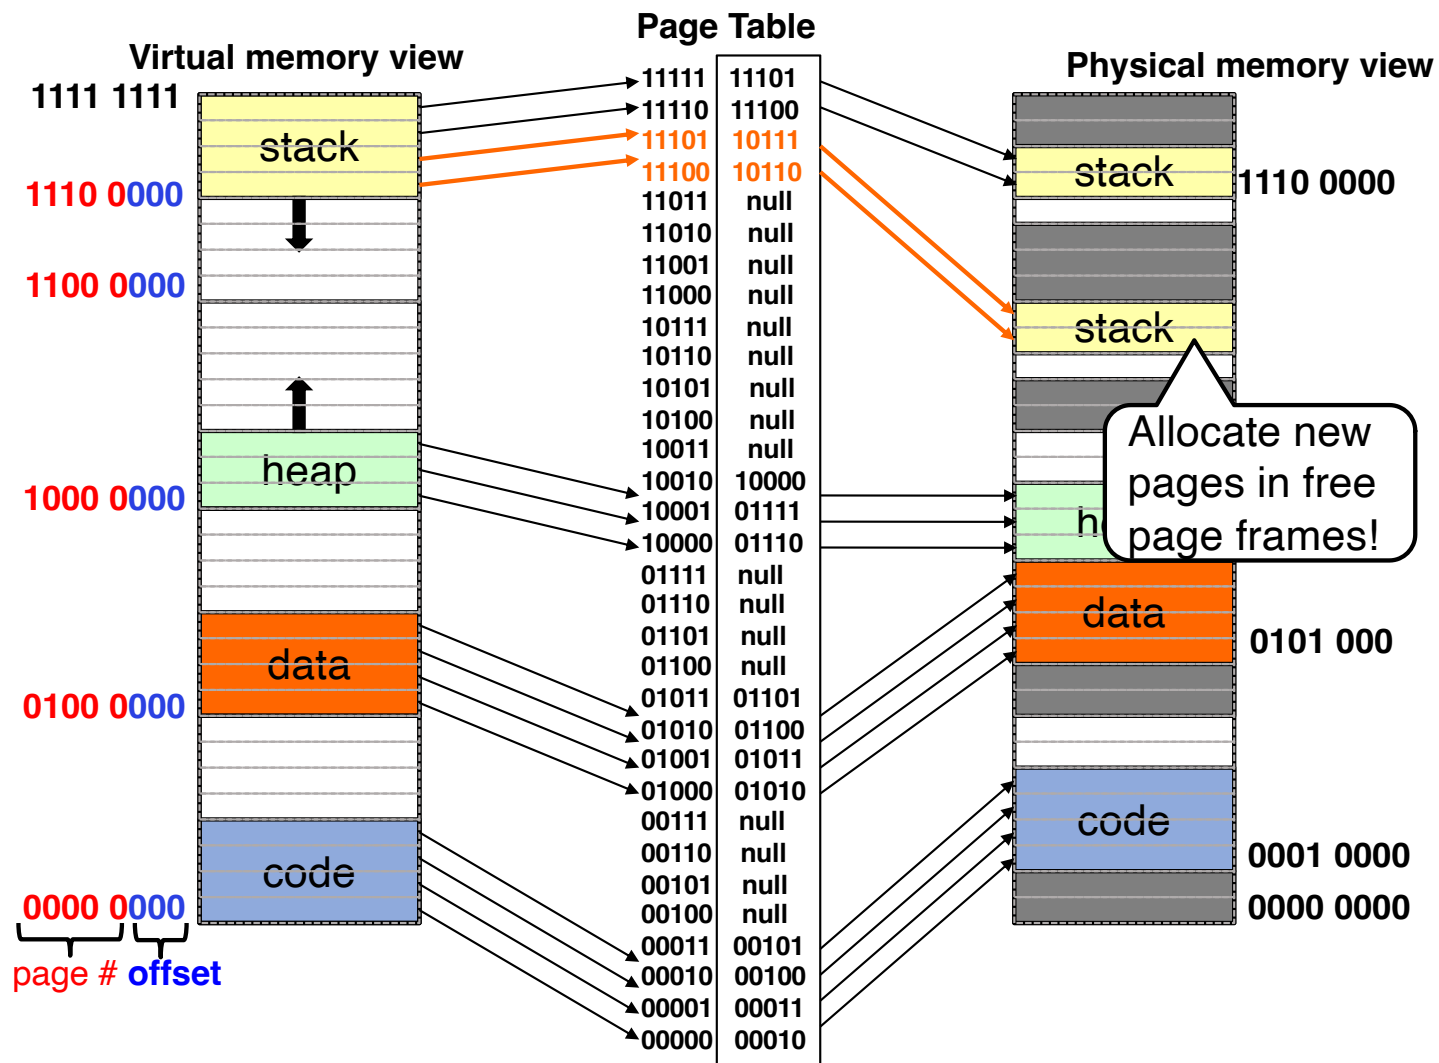 Page Table
Virtual memory view
Physical memory view
1111 1111
stack
1110 0000
1100 0000
heap
1000 0000
data
0100 0000
code
0000 0000
page # offset
11111 11101
11110 11100
11101 10111
11100 10110
11011 null
11010 null
11001 null
11000 null
10111 null
10110 null
10101 null
10100 null
10011 null
10010 10000
10001 01111
10000 01110
01111 null
01110 null
01101 null
01100 null
01011 01101
01010 01100
01001 01011
01000 01010
00111 null
00110 null
00101 null
00100 null
00011 00101
00010 00100
00001 00011
00000 00010
stack
1110 0000
stack
Allocate new
pages in free
page frames!
data
0101 000
code
0001 0000
0000 0000